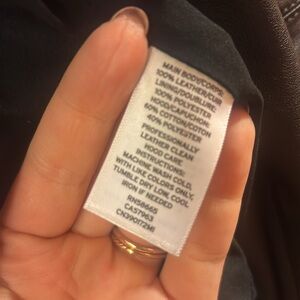 MAIN BODY/CORPS:
100% LEATHER/CUIR
LINING/DOUBLURE:
100% POLYESTER
HOOD/CAPUCHON:
60% COTTON/COTON
40% POLYESTER
PROFESSIONALLY
LEATHER CLEAN
HOOD CARE
INSTRUCTIONS:
MACHINE WASH COLD,
WITH LIKE COLORS ONLY,
TUMBLE DRY LOW, COOL
IRON IF NEEDED
RN58665
CA57963
CN3901725MI